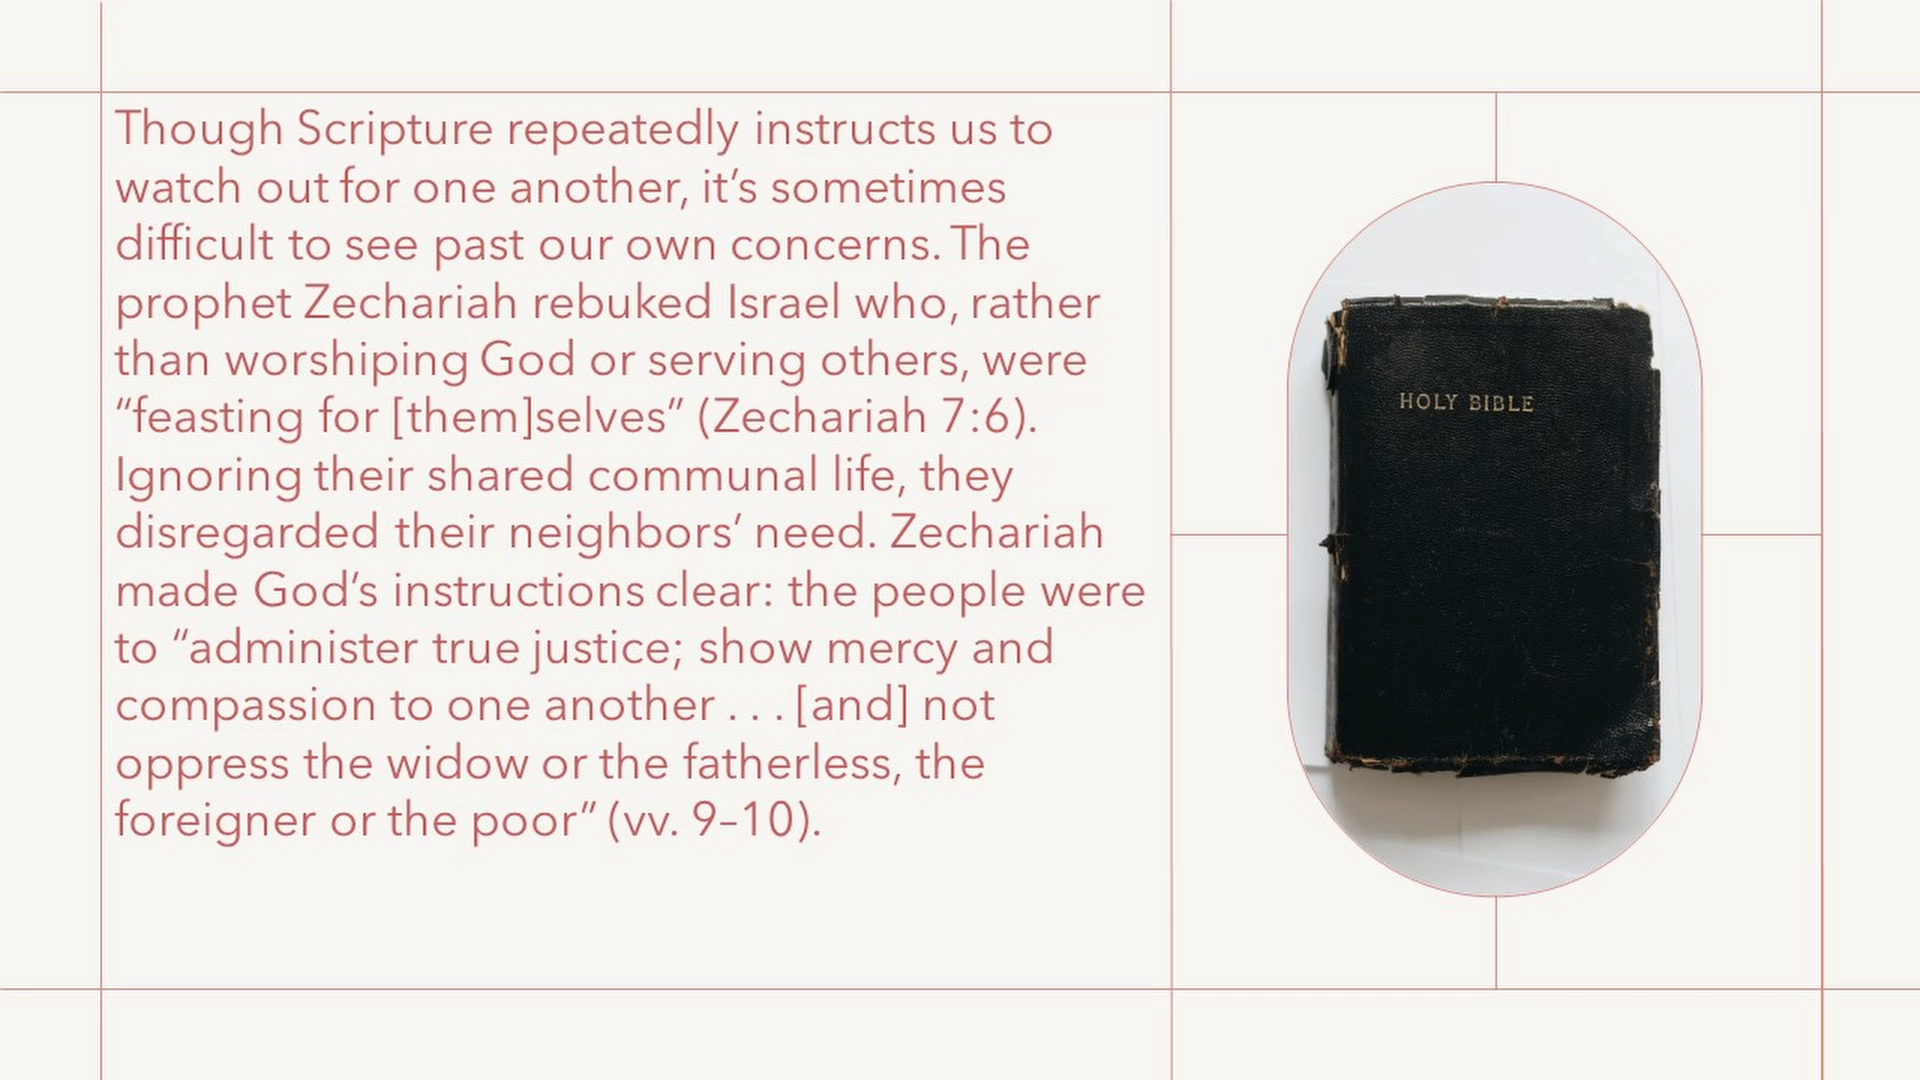 Though Scripture repeatedly instructs us to
watch out for one another, it’s sometimes
difficult to see past our own concerns. The
prophet Zechariah rebuked Israel who, rather
than worshiping God or serving others, were
“feasting for [them]selves” (Zechariah 7:6).
Ignoring their shared communal life, they
disregarded their neighbors’ need. Zechariah
made God’s instructions clear: the people were
to “administer true justice; show mercy and
compassion to one another . . . [and] not
oppress the widow or the fatherless, the
foreigner or the poor” (vv. 9–10).
HOLY BIBLE